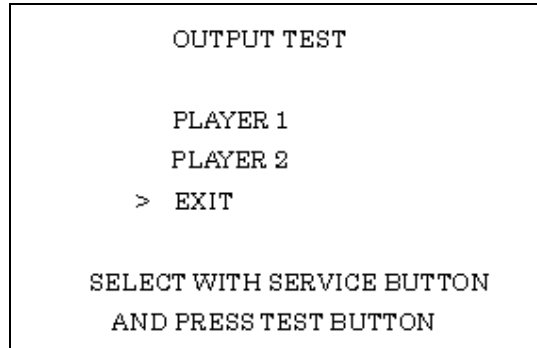 OUTPUT TEST
PLAYER 1
PLAYER 2
> EXIT
SELECT WITH SERVICE BUTTON
AND PRESS TEST BUTTON